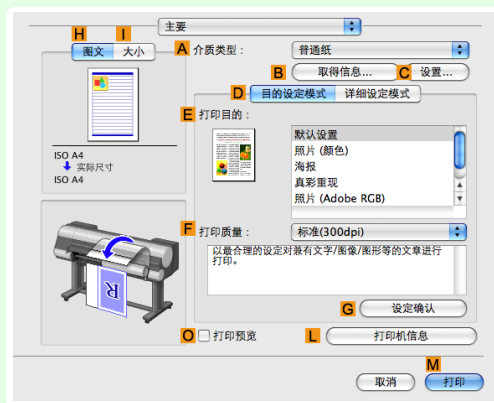 主要
H I
图文 大小
A 介质类型： 普通纸
B 取得信息... C 设置...
D 目的设定模式 详细设定模式
E 打印目的：
默认设置
照片 (颜色)
海报
真彩重现
照片 (Adobe RGB)
ISO A4
实际尺寸
ISO A4
F 打印质量： 标准(300dpi)
以最合理的设定对兼有文字/图像/图形等的文章进行
打印。
R
G 设定确认
O 打印预览 L 打印机信息
M
取消 打印